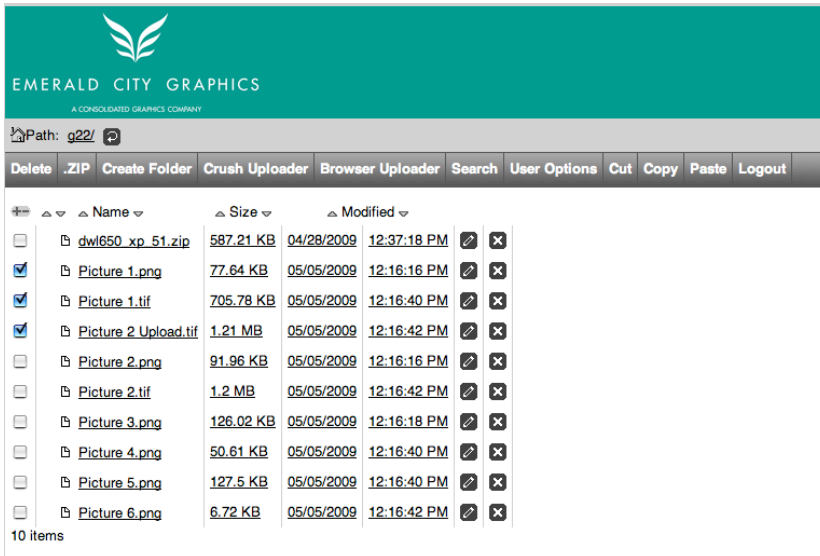 EMERALD CITY GRAPHICS
A CONSOLIDATED GRAPHICS COMPANY
Path: g22/
Delete .ZIP Create Folder Crush Uploader Browser Uploader Search User Options Cut Copy Paste Logout
Name Size Modified
dwl650_xp_51.zip 587.21 KB 04/28/2009 12:37:18 PM
Picture 1.png 77.64 KB 05/05/2009 12:16:16 PM
Picture 1.tif 705.78 KB 05/05/2009 12:16:40 PM
Picture 2 Upload.tif 1.21 MB 05/05/2009 12:16:42 PM
Picture 2.png 91.96 KB 05/05/2009 12:16:16 PM
Picture 2.tif 1.2 MB 05/05/2009 12:16:42 PM
Picture 3.png 126.02 KB 05/05/2009 12:16:18 PM
Picture 4.png 50.61 KB 05/05/2009 12:16:40 PM
Picture 5.png 127.5 KB 05/05/2009 12:16:40 PM
Picture 6.png 6.72 KB 05/05/2009 12:16:42 PM
10 items